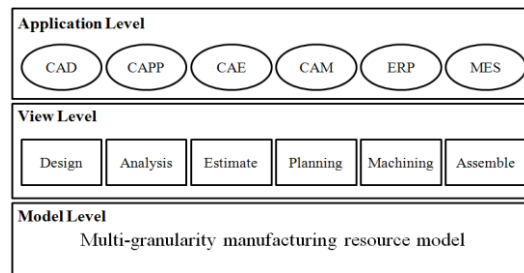 Application Level
CAD CAPP CAE CAM ERP MES
View Level
Design Analysis Estimate Planning Machining Assemble
Model Level
Multi-granularity manufacturing resource model